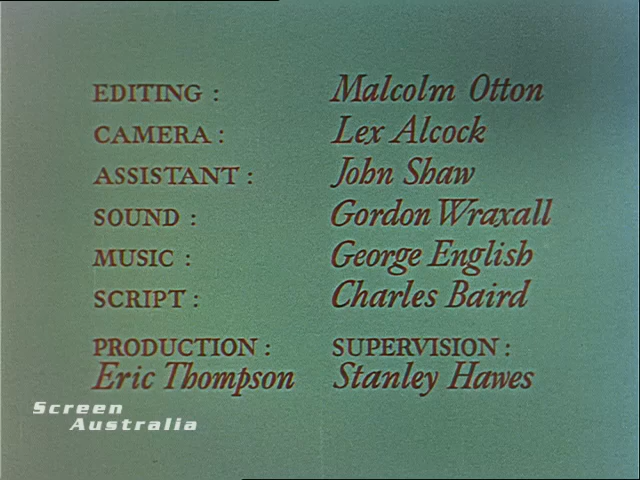 EDITING : Malcolm Otton
CAMERA : Lex Alcock
ASSISTANT : John Shaw
SOUND : Gordon Wraxall
MUSIC : George English
SCRIPT : Charles Baird
PRODUCTION : SUPERVISION :
Eric Thompson Stanley Hawes
Screen
Australia